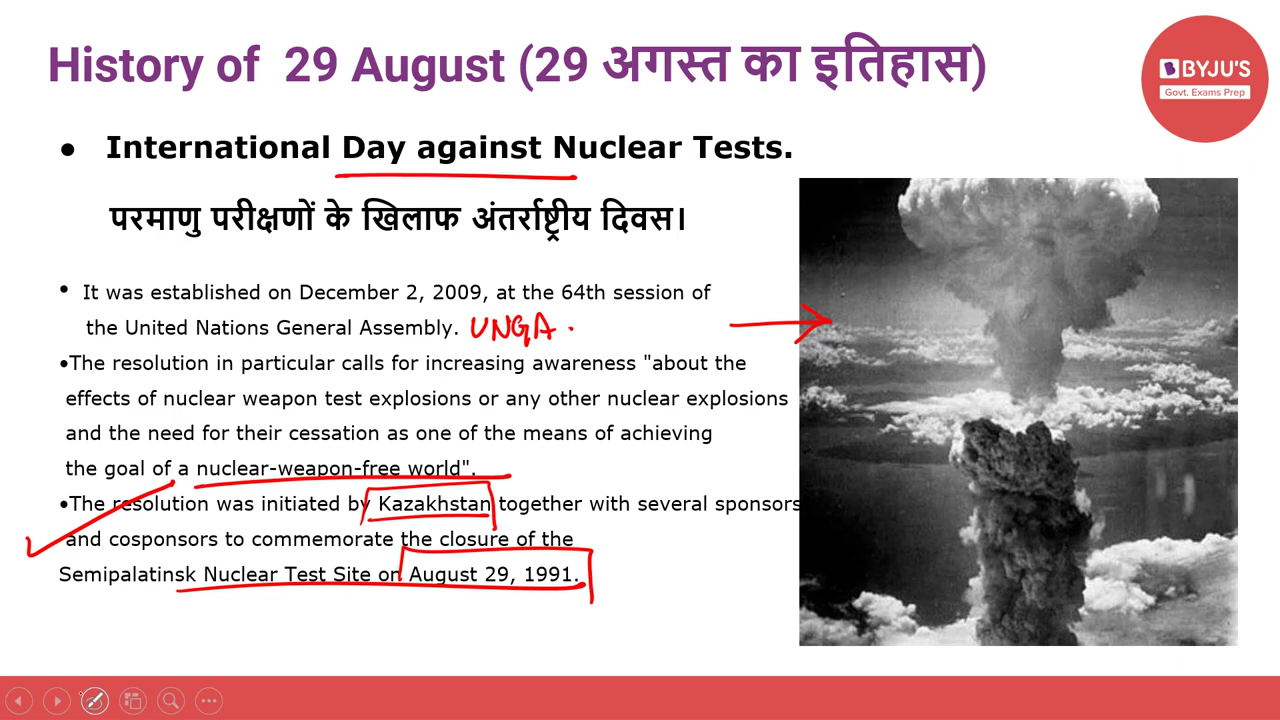 History of 29 August (29 अगस्त का इतिहास)
BYJU'S
Govt. Exams Prep
● International Day against Nuclear Tests.
परमाणु परीक्षणों के खिलाफ अंतर्राष्ट्रीय दिवस।
• It was established on December 2, 2009, at the 64th session of
the United Nations General Assembly. UNGA.
•The resolution in particular calls for increasing awareness "about the
effects of nuclear weapon test explosions or any other nuclear explosions
and the need for their cessation as one of the means of achieving
the goal of a nuclear-weapon-free world".
•The resolution was initiated by Kazakhstan together with several sponsors
and cosponsors to commemorate the closure of the
Semipalatinsk Nuclear Test Site on August 29, 1991.